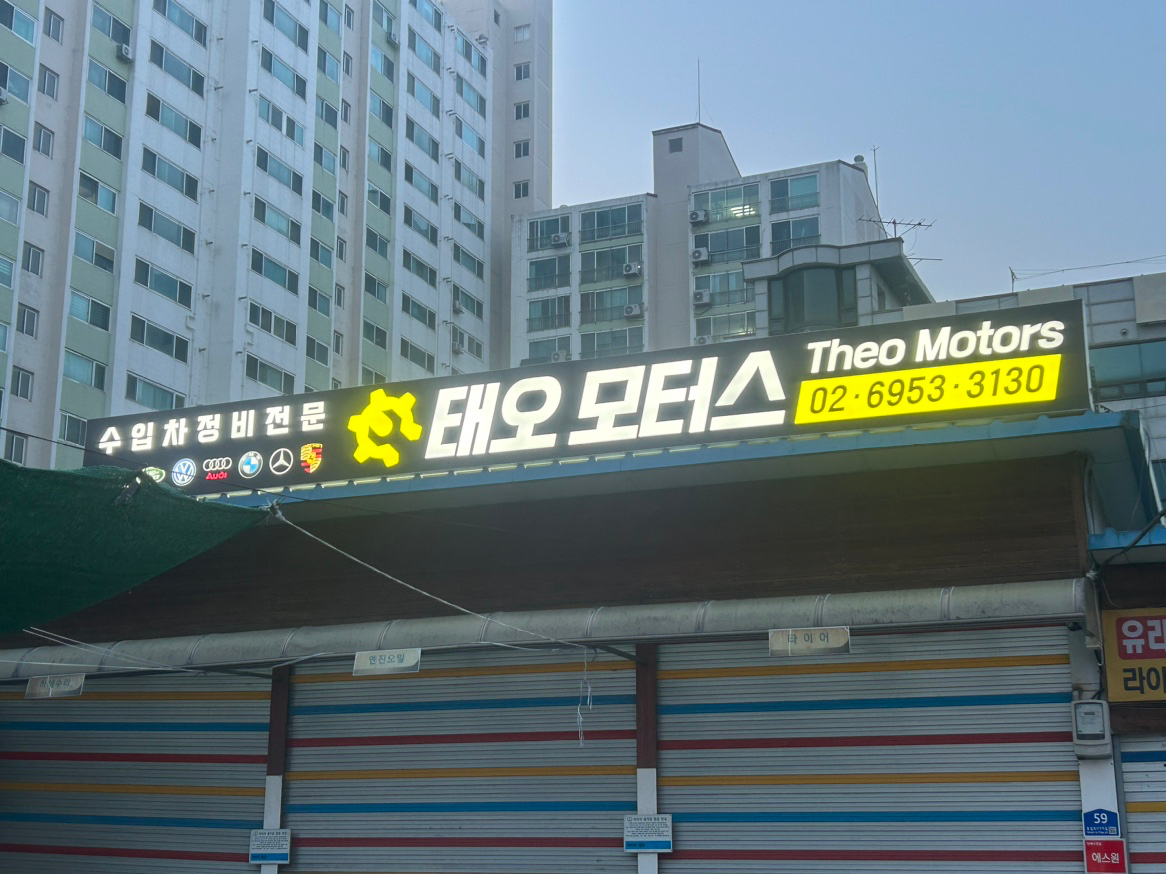 수입차정비전문
Audi
태오 모터스
Theo Motors
02·6953·3130
엔진오일
타이어
유리
라이
59
에스원